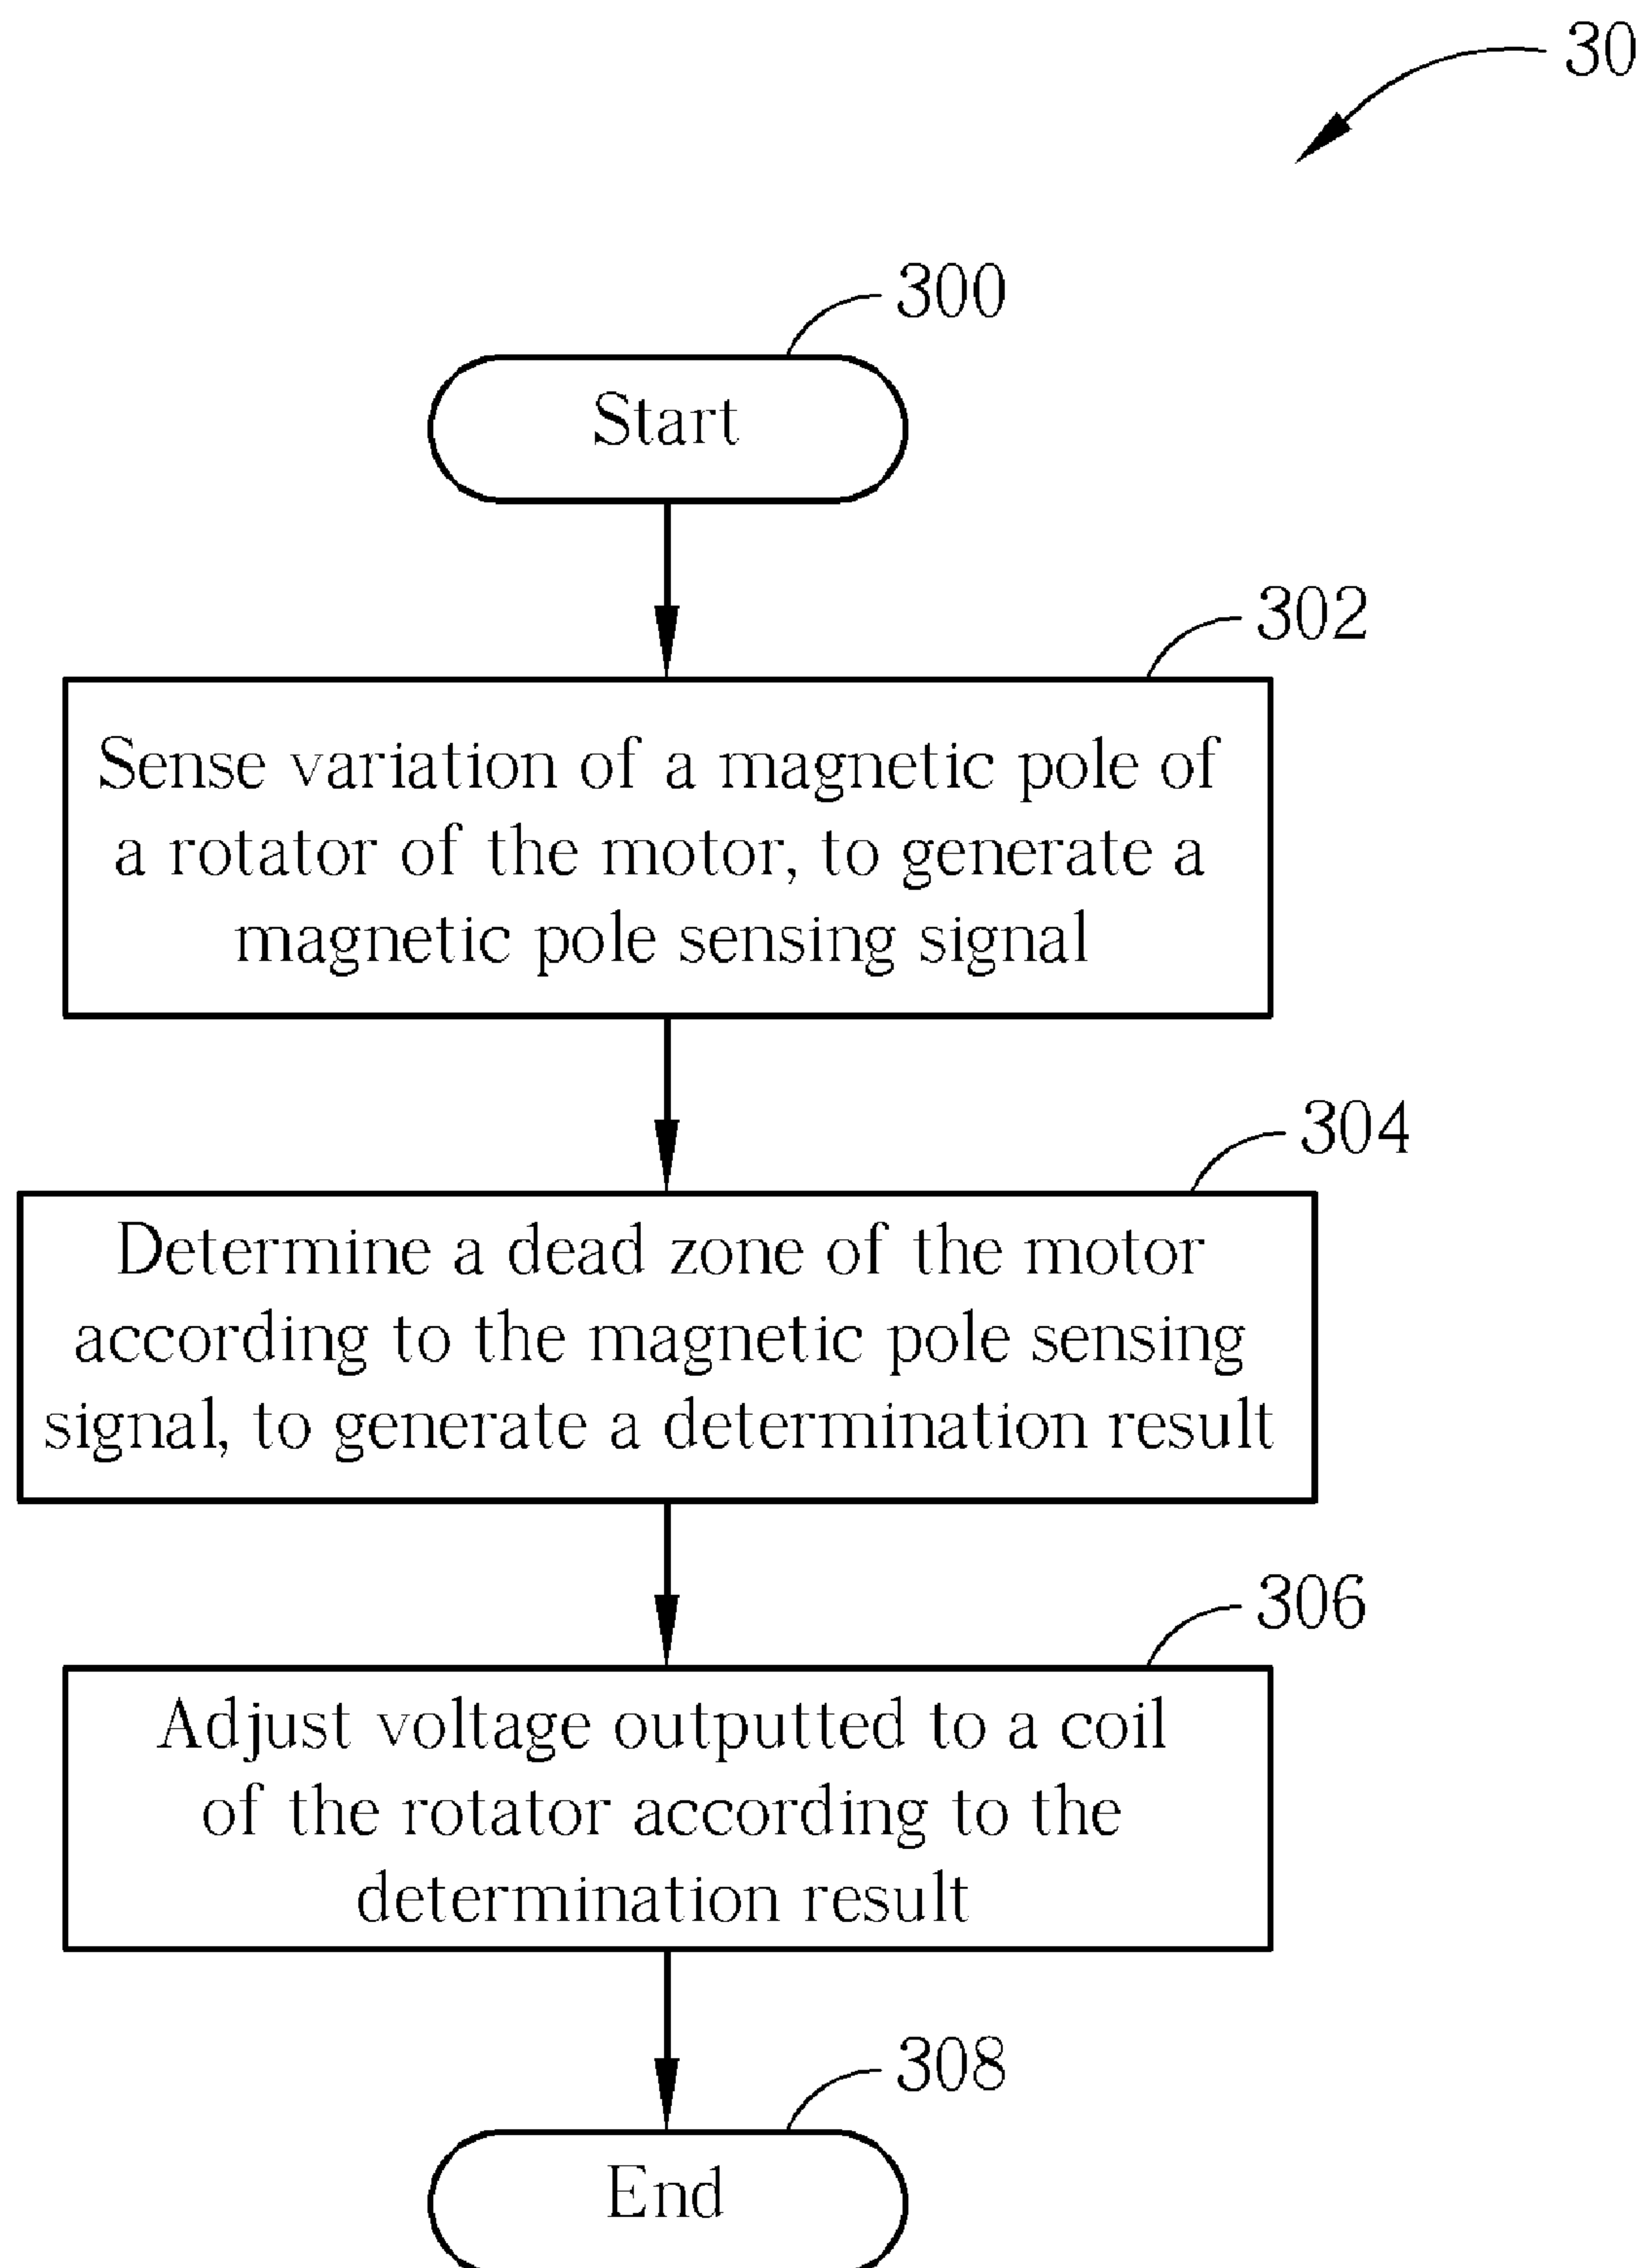 30
300
Start
302
Sense variation of a magnetic pole of
a rotator of the motor, to generate a
magnetic pole sensing signal
304
Determine a dead zone of the motor
according to the magnetic pole sensing
signal, to generate a determination result
306
Adjust voltage outputted to a coil
of the rotator according to the
determination result
308
End